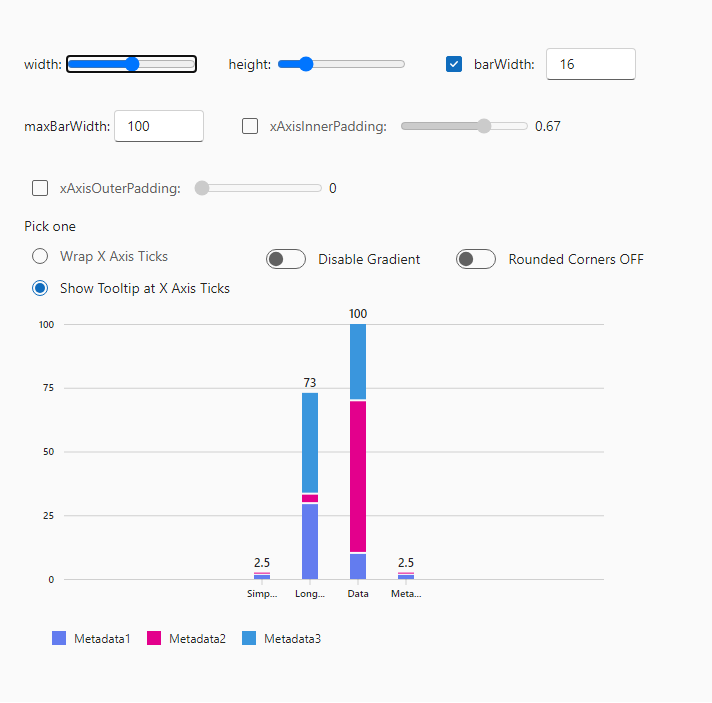 width: height: barWidth: 16
maxBarWidth: 100 xAxisInnerPadding: 0.67
xAxisOuterPadding: 0
Pick one
Wrap X Axis Ticks Disable Gradient Rounded Corners OFF
Show Tooltip at X Axis Ticks
100
100
75
73
50
25
2.5 2.5
0
Simp... Long... Data Meta...
Metadata1 Metadata2 Metadata3